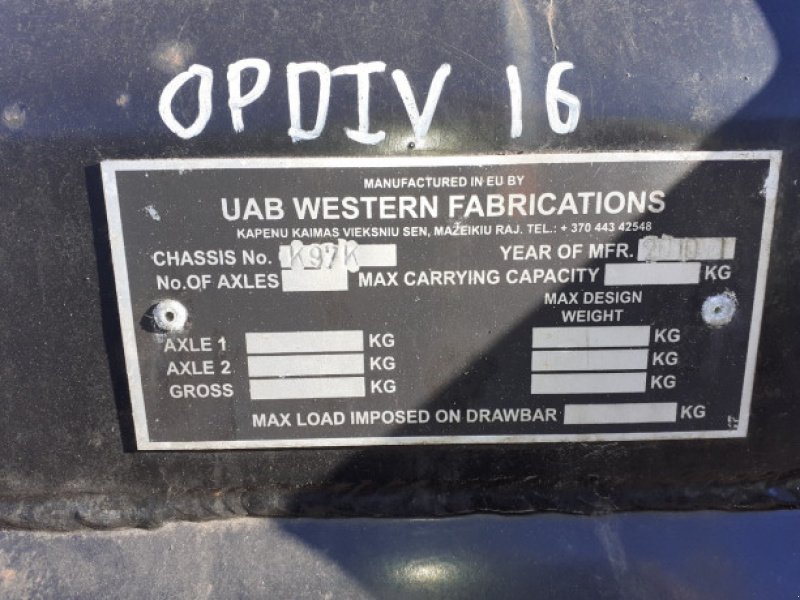 OPDIV 16
MANUFACTURED IN EU BY
UAB WESTERN FABRICATIONS
KAPENU KAIMAS VIEKSNIU SEN, MAŽEIKIU RAJ. TEL.: + 370 443 42548
CHASSIS No. K97K YEAR OF MFR.
No. OF AXLES MAX CARRYING CAPACITY KG
MAX DESIGN
WEIGHT
AXLE 1 KG KG
AXLE 2 KG KG
GROSS KG KG
MAX LOAD IMPOSED ON DRAWBAR KG